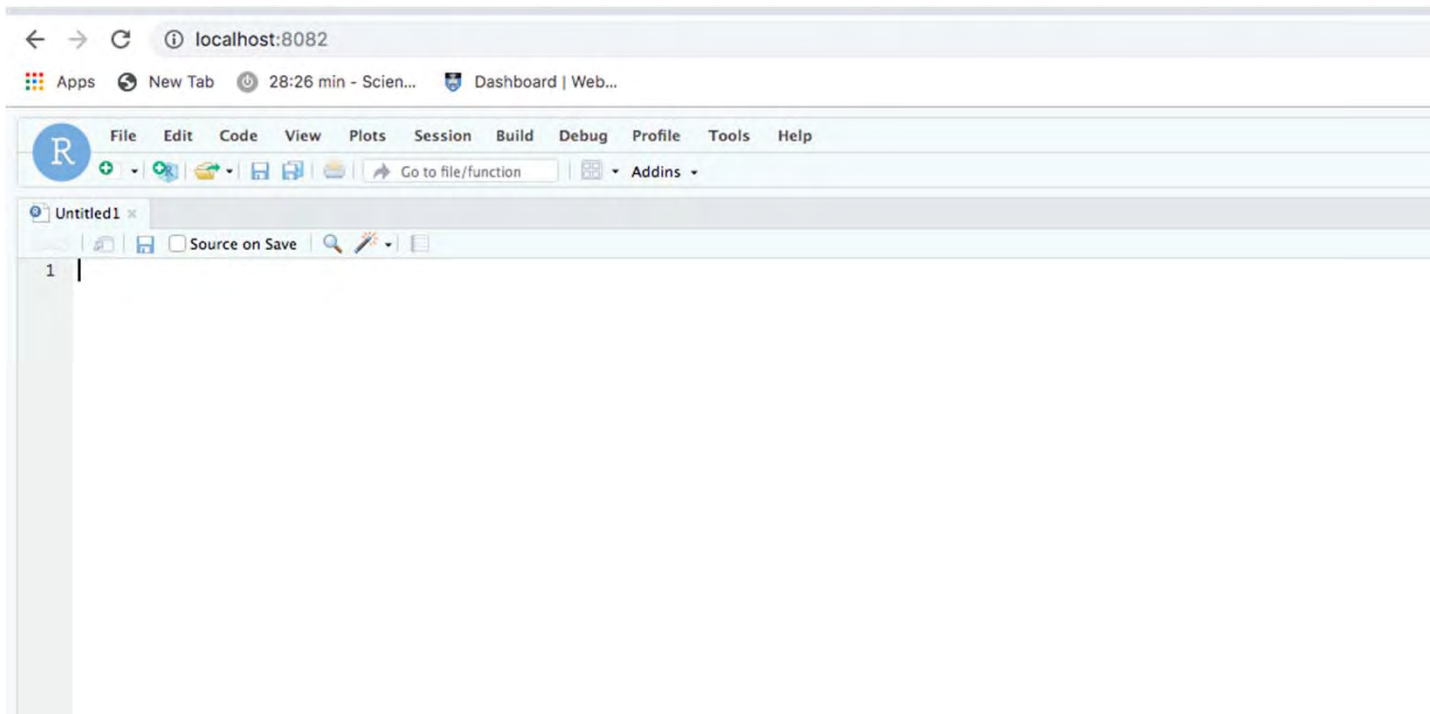 localhost:8082
Apps New Tab 28:26 min - Scien... Dashboard | Web...
R File Edit Code View Plots Session Build Debug Profile Tools Help
Go to file/function Addins
Untitled1
Source on Save
1